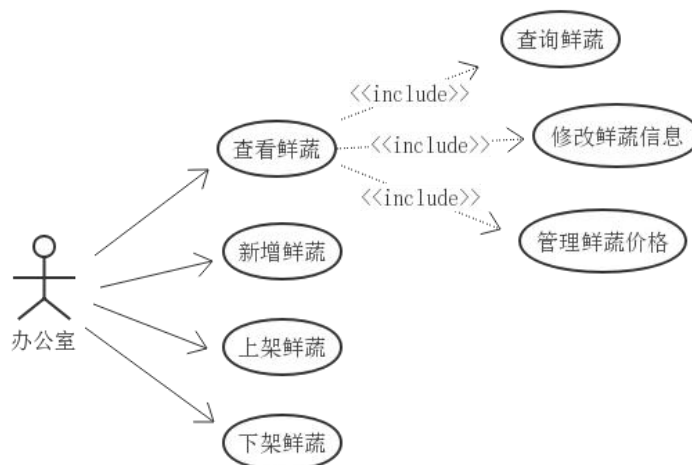 查询鲜蔬
<<include>>
修改鲜蔬信息
查看鲜蔬
<<include>>
<<include>>
管理鲜蔬价格
新增鲜蔬
办公室
上架鲜蔬
下架鲜蔬